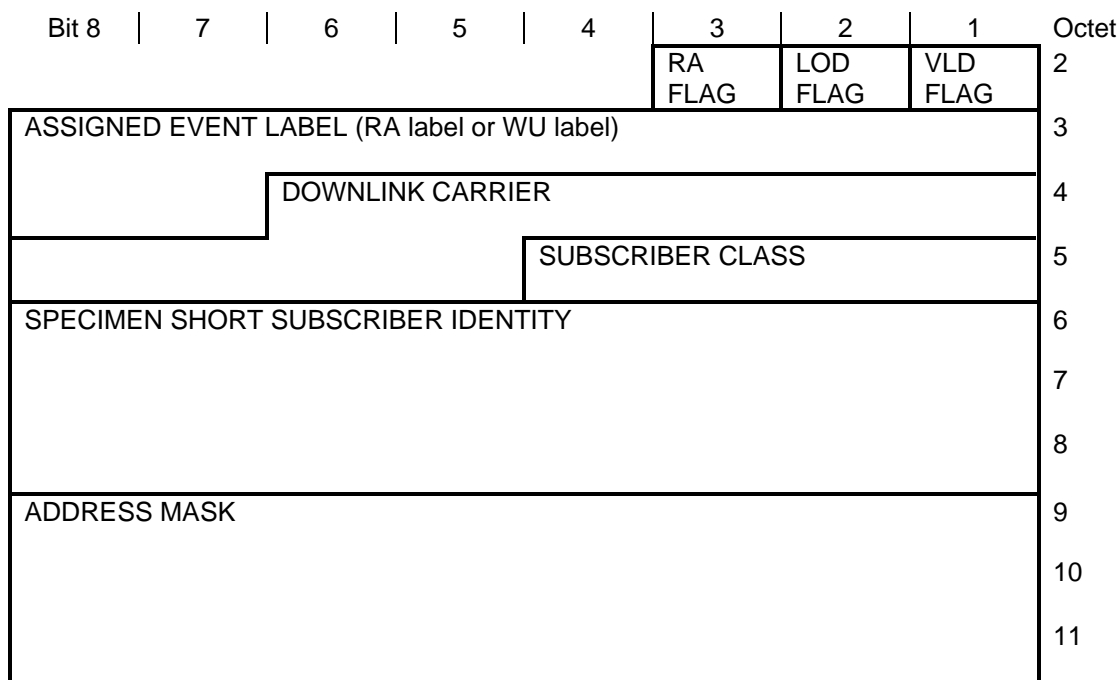 Bit 8 7 6 5 4 3 2 1 Octet
RA FLAG LOD FLAG VLD FLAG 2
ASSIGNED EVENT LABEL (RA label or WU label) 3
DOWNLINK CARRIER 4
SUBSCRIBER CLASS 5
SPECIMEN SHORT SUBSCRIBER IDENTITY 6
7
8
ADDRESS MASK 9
10
11